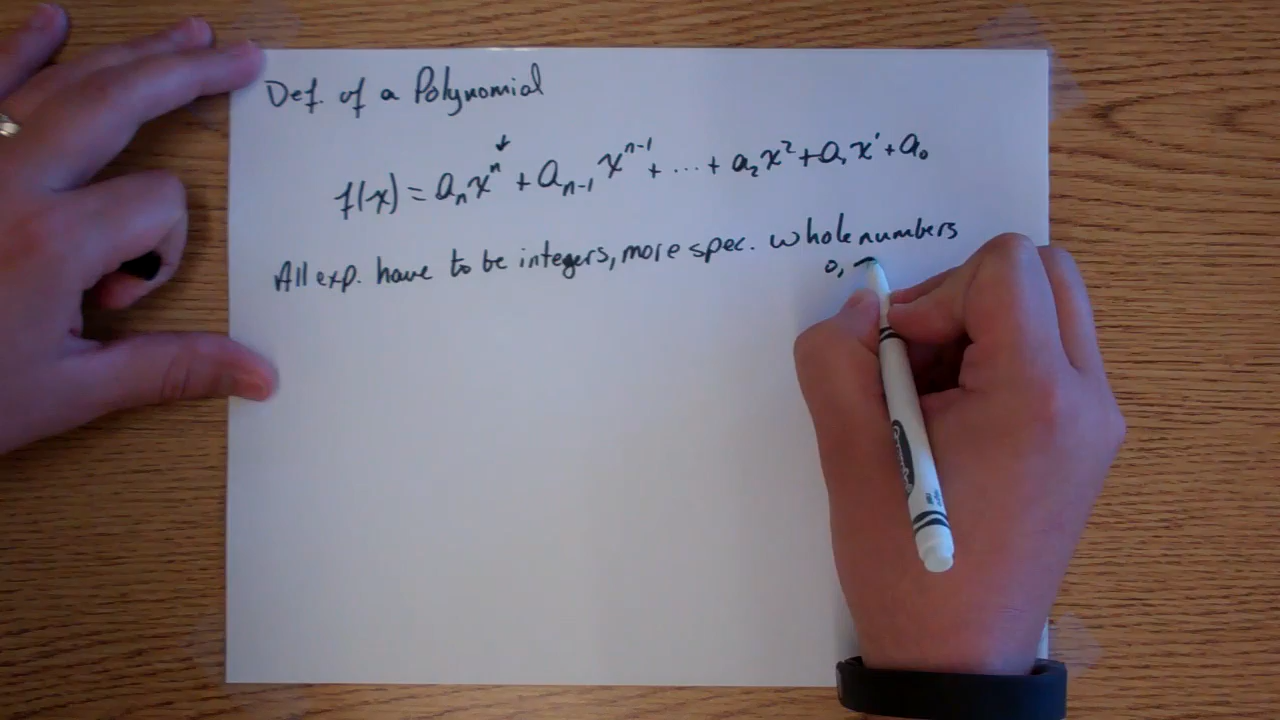 Def. of a Polynomial
f(x) = aₙxⁿ + aₙ₋₁xⁿ⁻¹ + ... + a₂x² + a₁x¹ + a₀
All exp. have to be integers, more spec. whole numbers
0,
Crayola